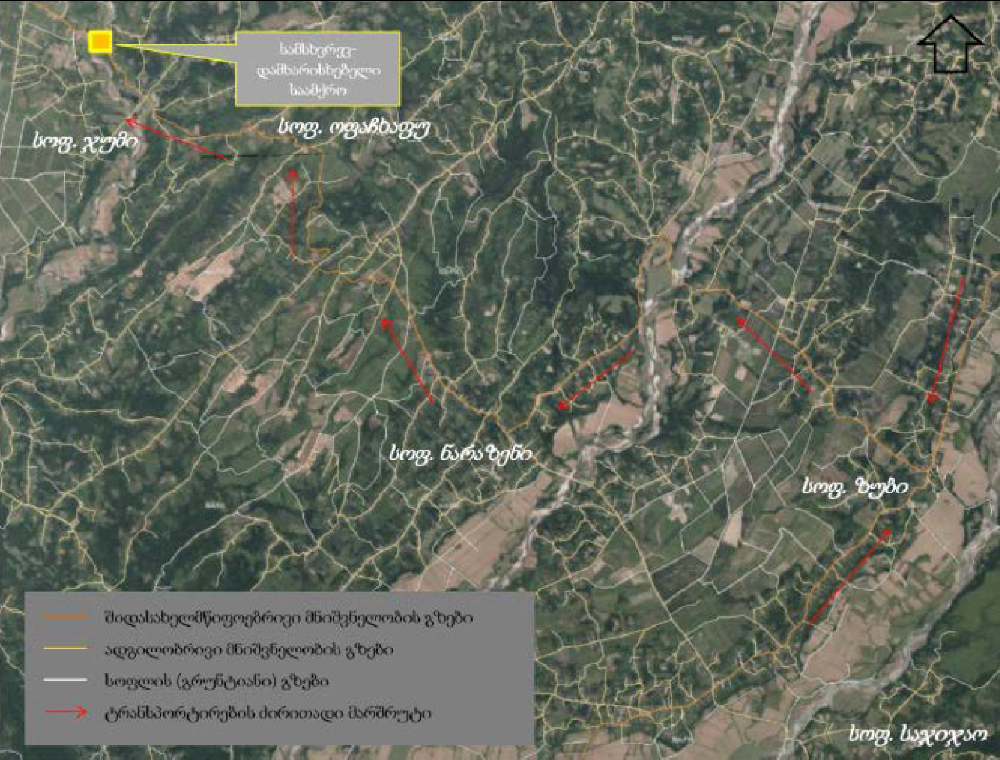 სამსხვრევ-
დამხარისხებელი
საამქრო
სოფ. ოფაჩხაფუ
სოფ. ჯუმი
სოფ. ნარაზენი
სოფ. ზუბი
შიდასახელმწიფოებრივი მნიშვნელობის გზები
ადგილობრივი მნიშვნელობის გზები
სოფლის (გრუნტიანი) გზები
ტრანსპორტირების ძირითადი მარშრუტი
სოფ. საჯიჯაო